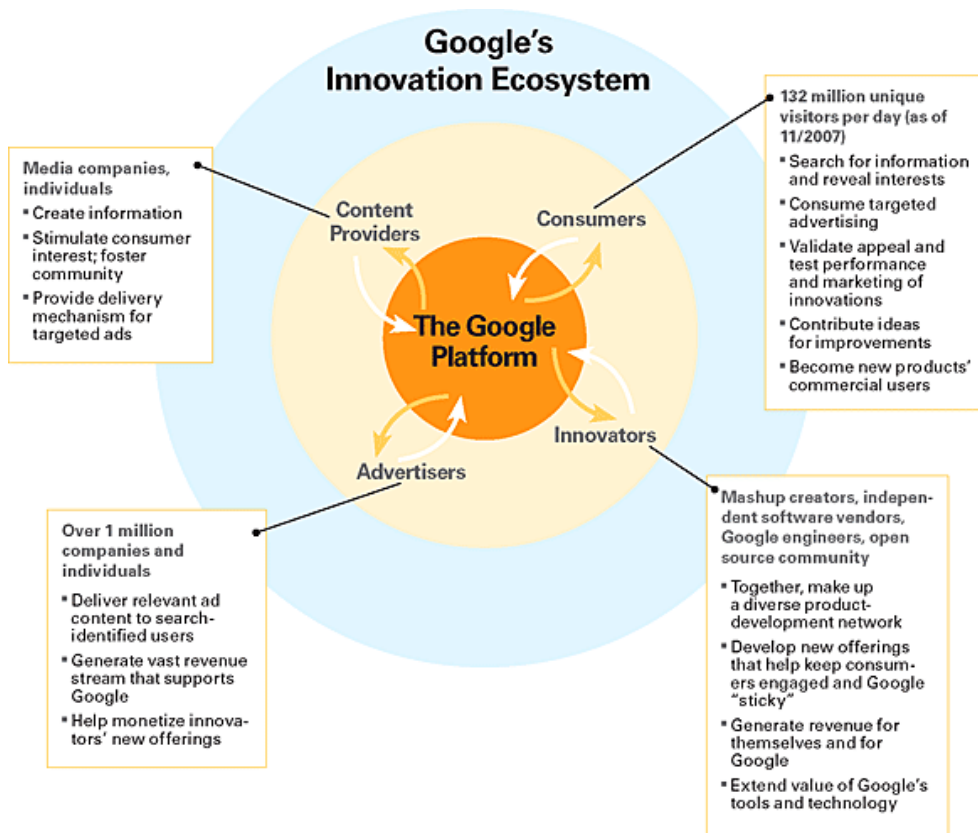 Google's
Innovation Ecosystem
132 million unique
visitors per day (as of
11/2007)
▪ Search for information
and reveal interests
▪ Consume targeted
advertising
▪ Validate appeal and
test performance
and marketing of
innovations
▪ Contribute ideas
for improvements
▪ Become new products'
commercial users
Media companies,
individuals
▪ Create information
▪ Stimulate consumer
interest; foster
community
▪ Provide delivery
mechanism for
targeted ads
Content
Providers
Consumers
The Google
Platform
Advertisers
Innovators
Over 1 million
companies and
individuals
▪ Deliver relevant ad
content to search-
identified users
▪ Generate vast revenue
stream that supports
Google
▪ Help monetize innova-
tors' new offerings
Mashup creators, indepen-
dent software vendors,
Google engineers, open
source community
▪ Together, make up
a diverse product-
development network
▪ Develop new offerings
that help keep consum-
ers engaged and Google
"sticky"
▪ Generate revenue for
themselves and for
Google
▪ Extend value of Google's
tools and technology